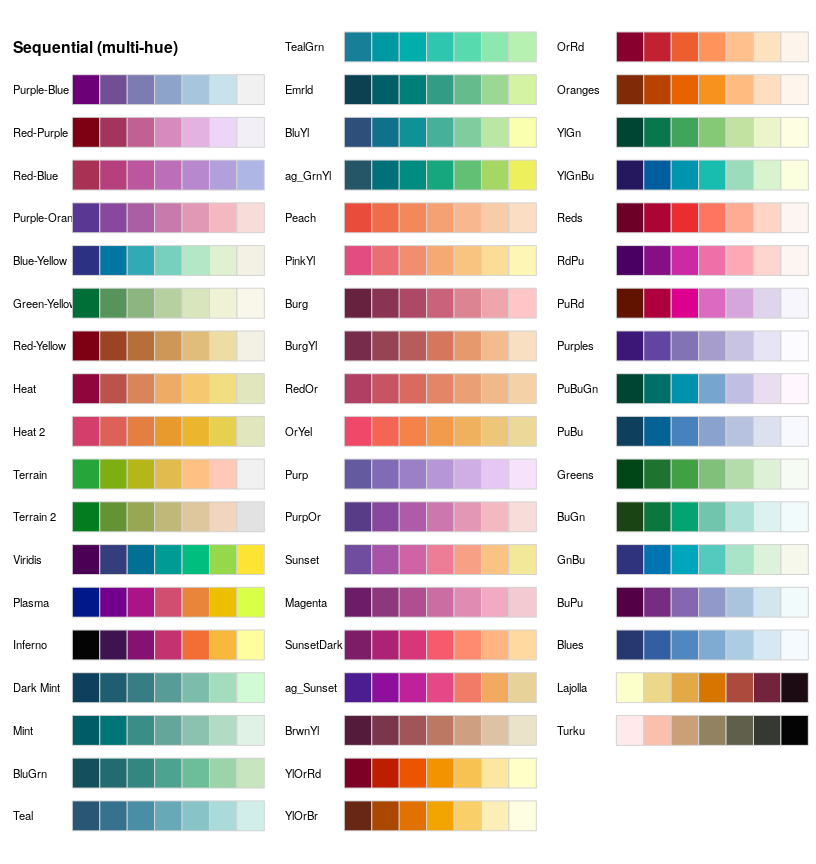 Sequential (multi-hue)
Purple-Blue
Red-Purple
Red-Blue
Purple-Oran
Blue-Yellow
Green-Yellow
Red-Yellow
Heat
Heat 2
Terrain
Terrain 2
Viridis
Plasma
Inferno
Dark Mint
Mint
BluGrn
Teal
TealGrn
Emrld
BluYl
ag_GrnYl
Peach
PinkYl
Burg
BurgYl
RedOr
OrYel
Purp
PurpOr
Sunset
Magenta
SunsetDark
ag_Sunset
BrwnYl
YlOrRd
YlOrBr
OrRd
Oranges
YlGn
YlGnBu
Reds
RdPu
PuRd
Purples
PuBuGn
PuBu
Greens
BuGn
GnBu
BuPu
Blues
Lajolla
Turku